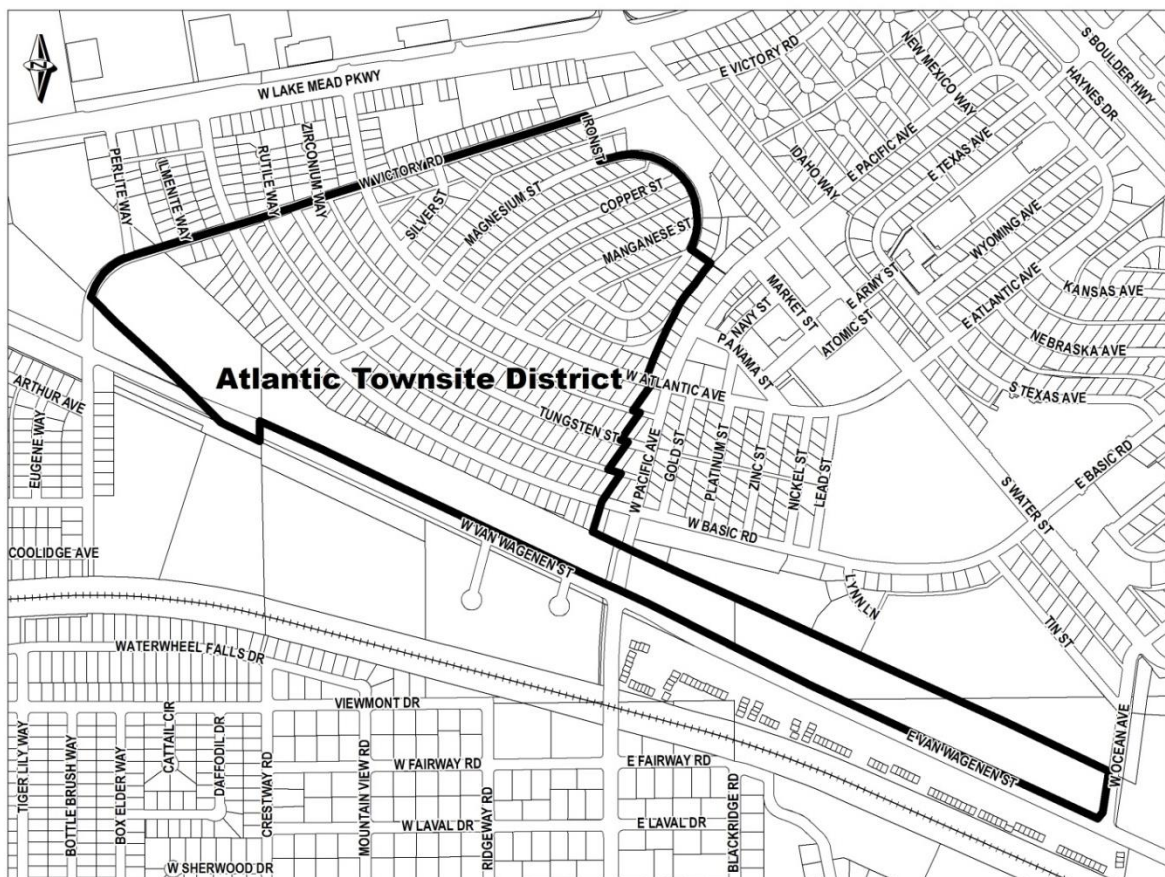 N
W LAKE MEAD PKWY
E VICTORY RD
NEW MEXICO WAY
S BOULDER HWY
HAYNES DR
PERLITE WAY
ILMENITE WAY
RUTILE WAY
ZIRCONIUM WAY
W VICTORY RD
IRON ST
IDAHO WAY
E PACIFIC AVE
E TEXAS AVE
SILVER ST
MAGNESIUM ST
COPPER ST
MANGANESE ST
WYOMING AVE
MARKET ST
E ARMY ST
E ATLANTIC AVE
KANSAS AVE
NAVY ST
PANAMA ST
ATOMIC ST
NEBRASKA AVE
ARTHUR AVE
Atlantic Townsite District
W ATLANTIC AVE
S TEXAS AVE
EUGENE WAY
TUNGSTEN ST
W PACIFIC AVE
GOLD ST
PLATINUM ST
ZINC ST
NICKEL ST
LEAD ST
E BASIC RD
S WATER ST
COOLIDGE AVE
W VAN WAGENEN ST
W BASIC RD
LYNN LN
TIN ST
WATERWHEEL FALLS DR
VIEWMONT DR
TIGER LILY WAY
BOTTLE BRUSH WAY
BOX ELDER WAY
CATTAIL CIR
DAFFODIL DR
CRESTWAY RD
MOUNTAIN VIEW RD
W FAIRWAY RD
RIDGEWAY RD
E FAIRWAY RD
E VAN WAGENEN ST
W OCEAN AVE
W LAVAL DR
E LAVAL DR
BLACKRIDGE RD
W SHERWOOD DR